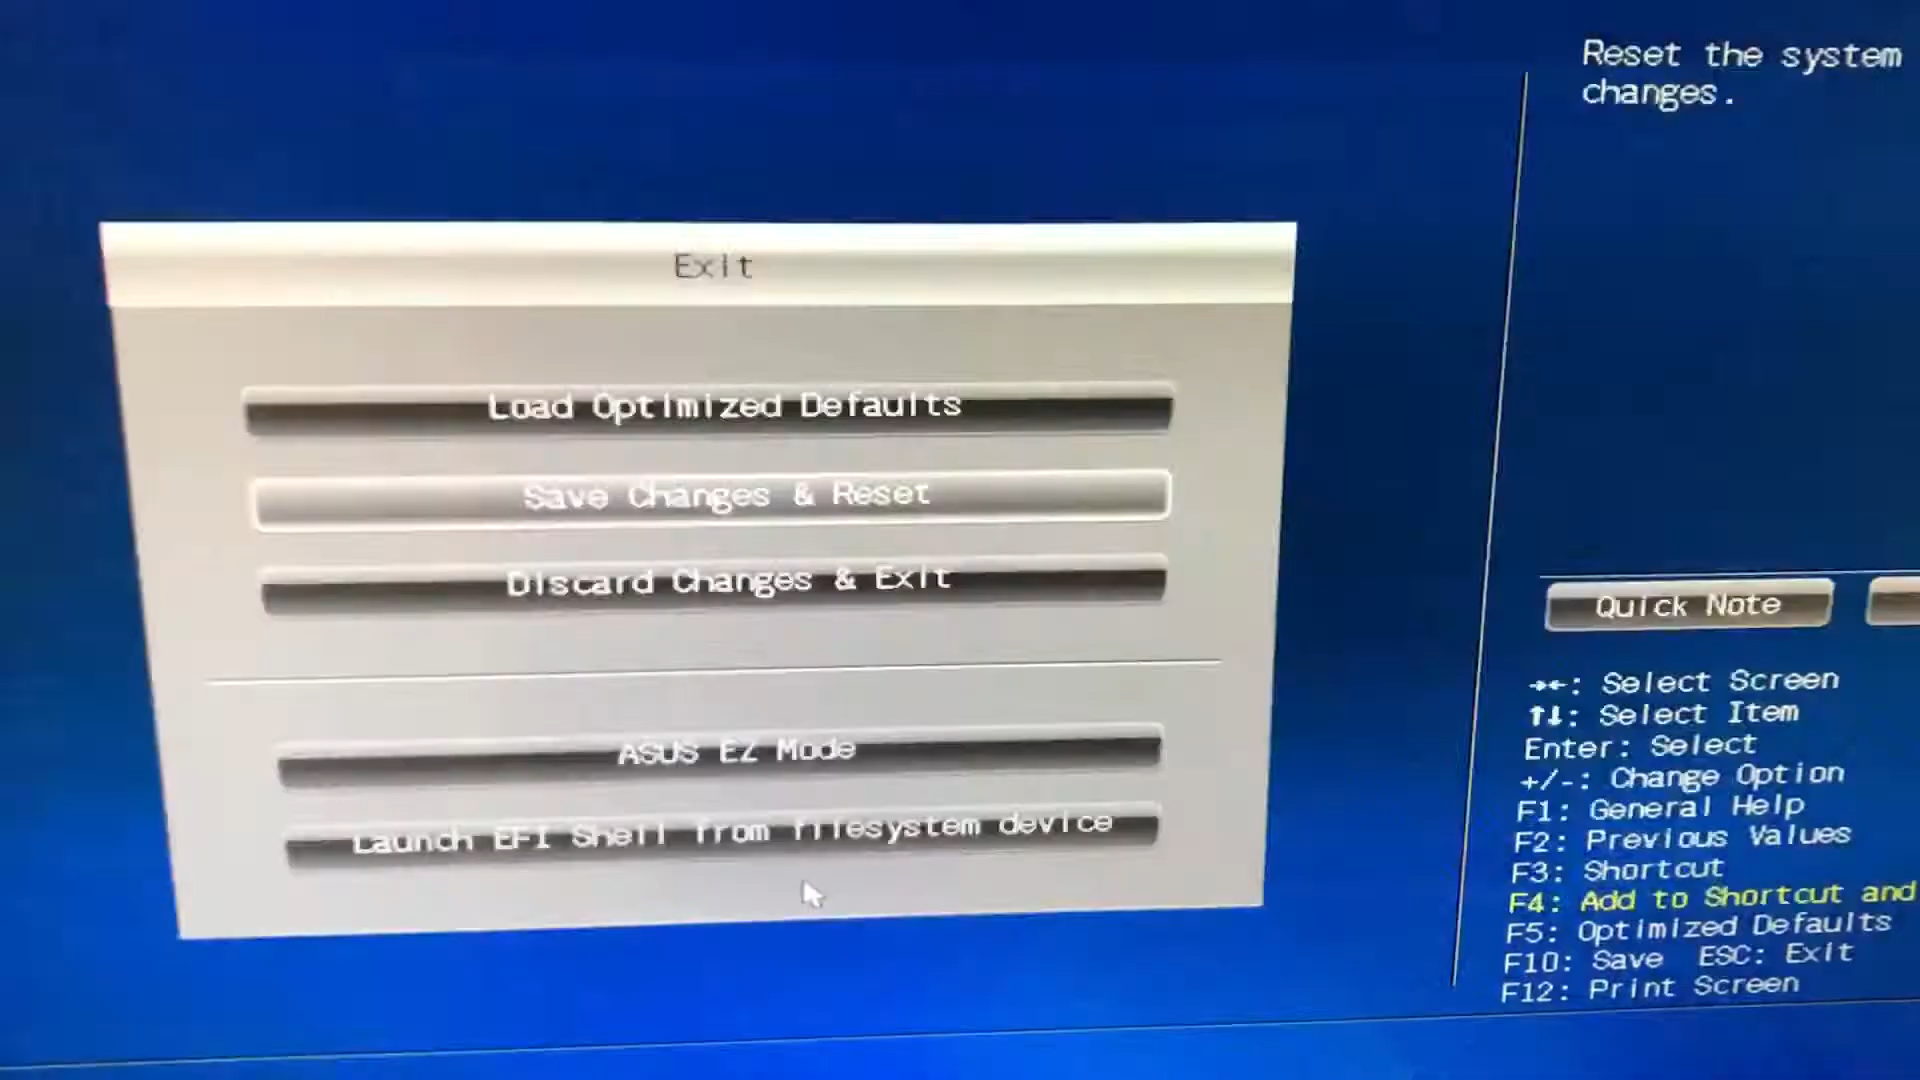 Reset the system
changes.
Exit
Load Optimized Defaults
Save Changes & Reset
Discard Changes & Exit
ASUS EZ Mode
Launch EFI Shell from filesystem device
Quick Note
→←: Select Screen
↑↓: Select Item
Enter: Select
+/-: Change Option
F1: General Help
F2: Previous Values
F3: Shortcut
F4: Add to Shortcut and
F5: Optimized Defaults
F10: Save ESC: Exit
F12: Print Screen